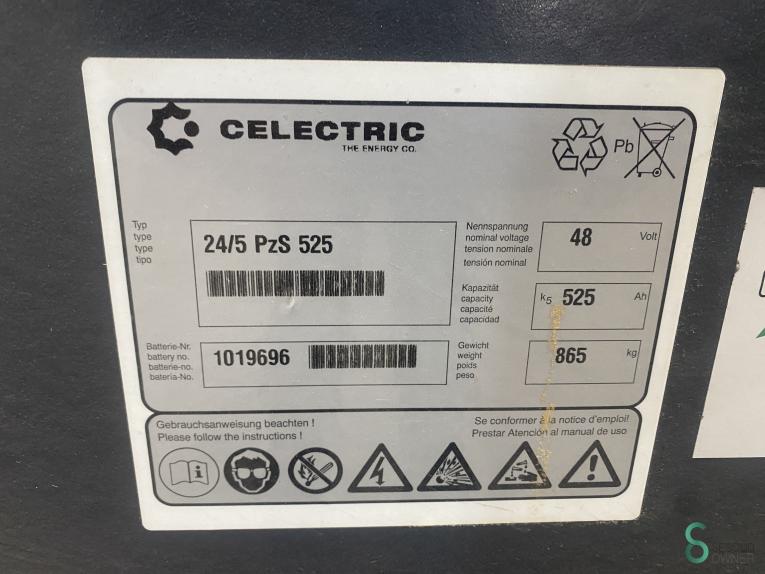 CELECTRIC
THE ENERGY CO.
Pb
Typ
type
type
tipo
24/5 PzS 525
Nennspannung
nominal voltage
tension nominale
tensión nominal
48 Volt
Kapazität
capacity
capacité
capacidad
k5 525 Ah
Batterie-Nr.
battery no.
batterie-no.
bateria-No.
1019696
Gewicht
weight
poids
peso
865 kg
Gebrauchsanweisung beachten !
Please follow the instructions !
Se conformer à la notice d'emploi!
Prestar Atención al manual de uso
SECOND
OWNER